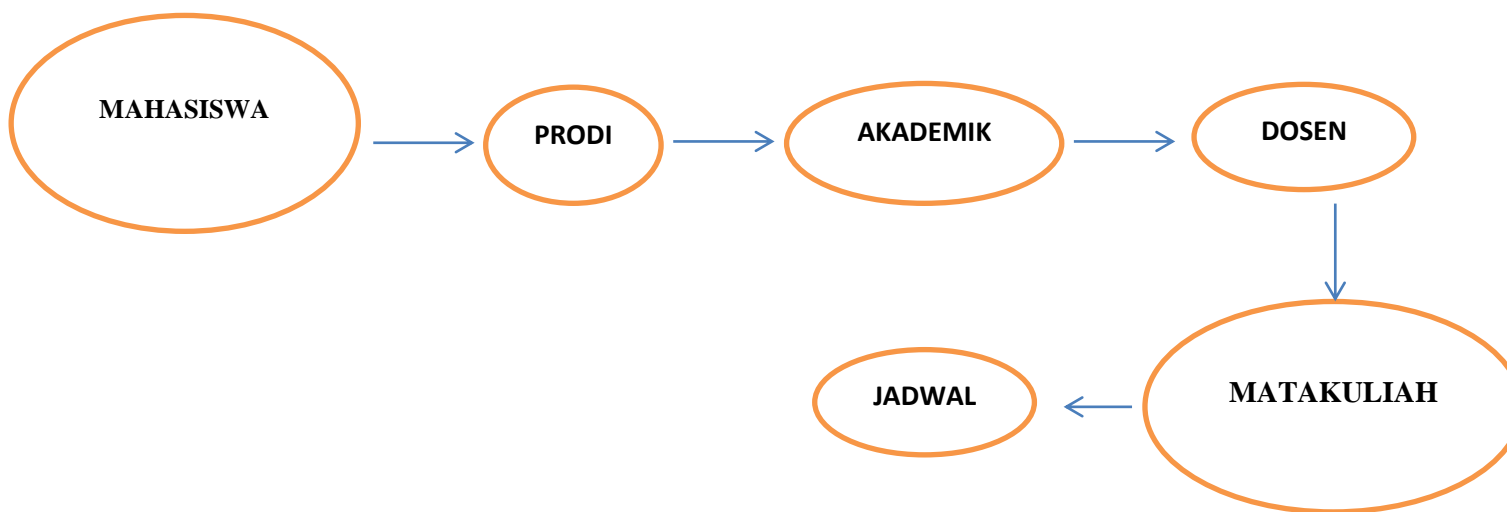 MAHASISWA
PRODI
AKADEMIK
DOSEN
MATAKULIAH
JADWAL